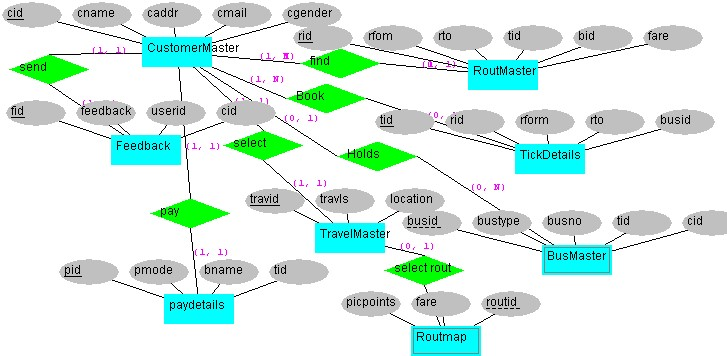 cid
cname
caddr
cmail
cgender
CustomerMaster
(1, 1)
send
(1, N)
find
(0, 1)
rid
rfom
rto
tid
bid
fare
RoutMaster
(1, N)
Book
(0, 1)
fid
feedback
userid
cid
Feedback
(1, 1)
select
Holds
tid
rid
rform
rto
busid
TickDetails
(1, 1)
(1, 1)
(0, N)
pay
travid
travls
location
TravelMaster
(0, 1)
busid
bustype
busno
tid
cid
BusMaster
(1, 1)
select rout
pid
pmode
bname
tid
paydetails
picpoints
fare
routid
Routmap